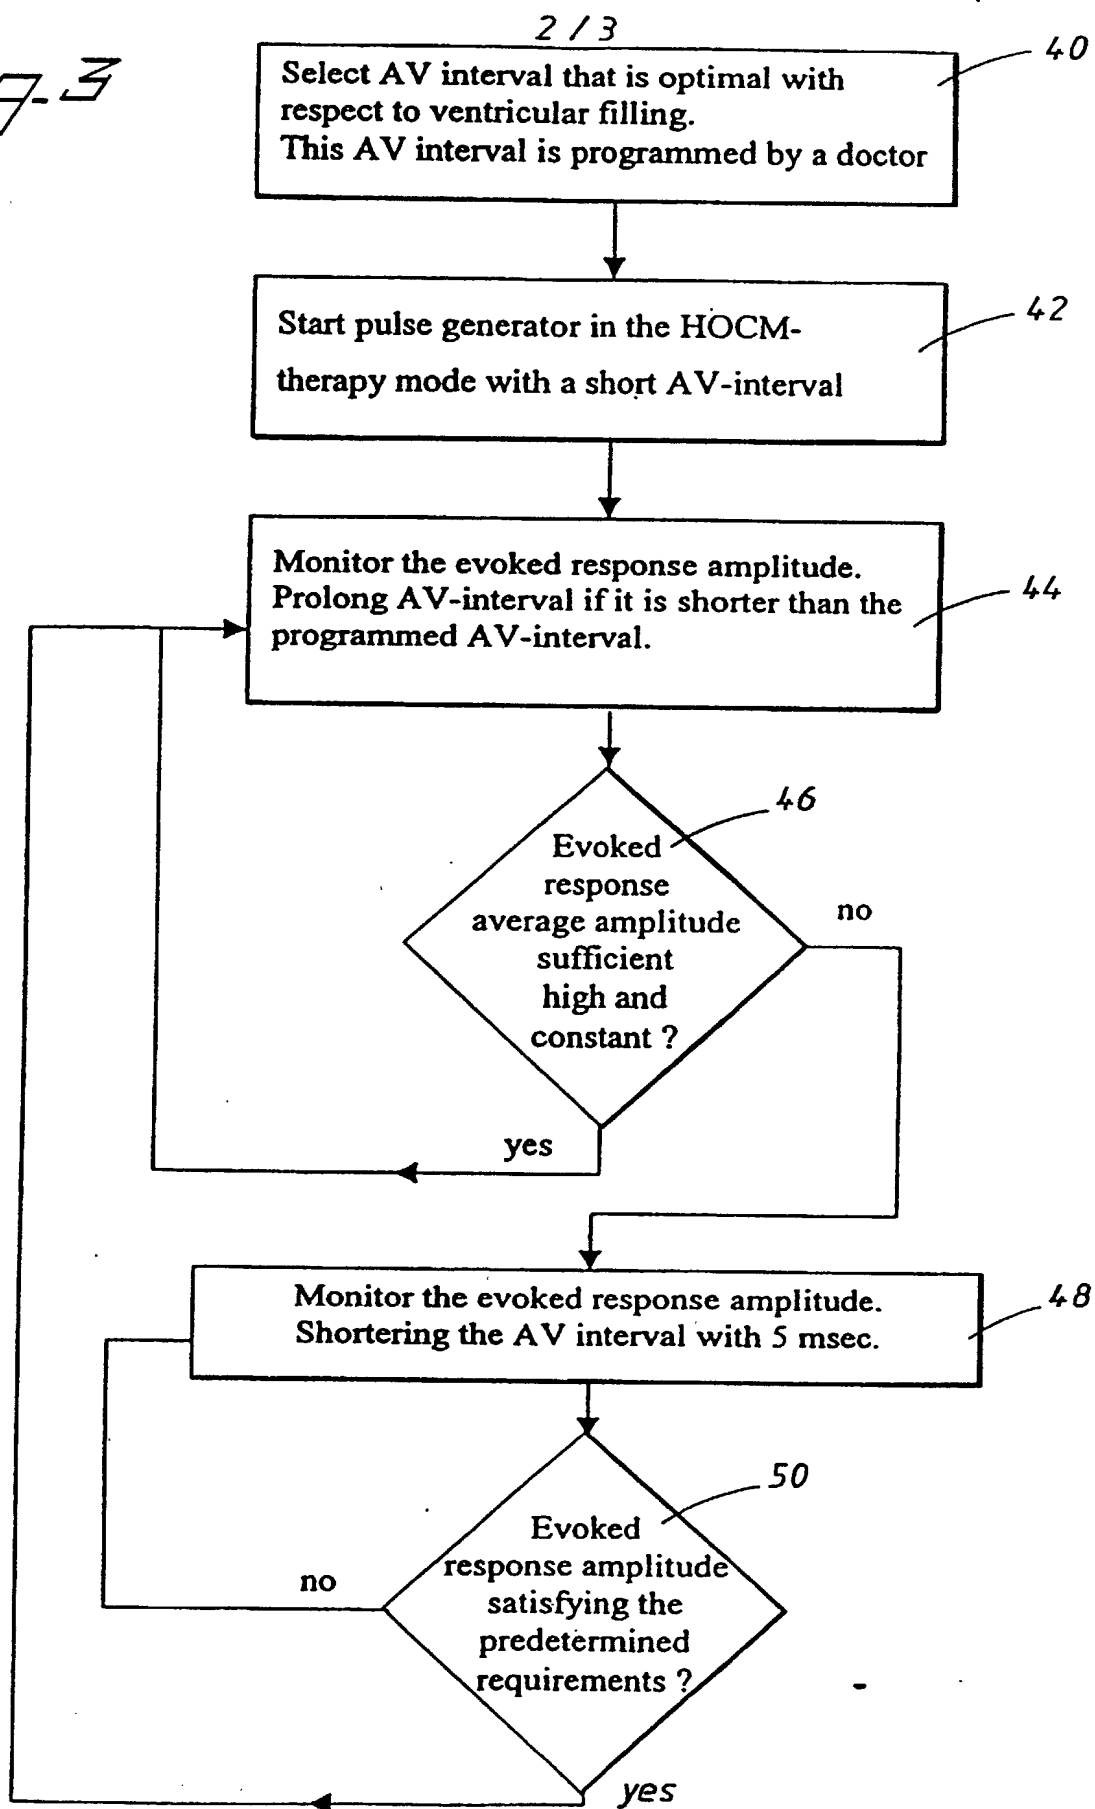 2 / 3
40
Select AV interval that is optimal with
respect to ventricular filling.
This AV interval is programmed by a doctor
42
Start pulse generator in the HOCM-
therapy mode with a short AV-interval
Monitor the evoked response amplitude.
Prolong AV-interval if it is shorter than the
programmed AV-interval.
44
46
Evoked
response
average amplitude
sufficient
high and
constant ?
no
yes
Monitor the evoked response amplitude.
Shortering the AV interval with 5 msec.
48
50
Evoked
response amplitude
satisfying the
predetermined
requirements ?
no
yes